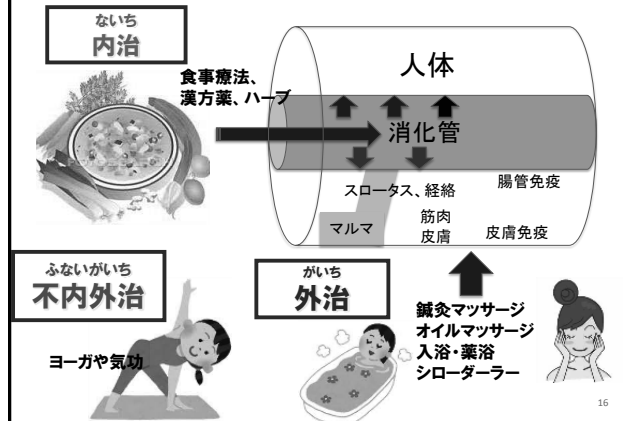 ないち
内治
食事療法、
漢方薬、ハーブ
人体
消化管
スロータス、経絡
腸管免疫
マルマ
筋肉
皮膚
皮膚免疫
ふないがいち
不内外治
ヨーガや気功
がいち
外治
鍼灸マッサージ
オイルマッサージ
入浴・薬浴
シローダーラー
16